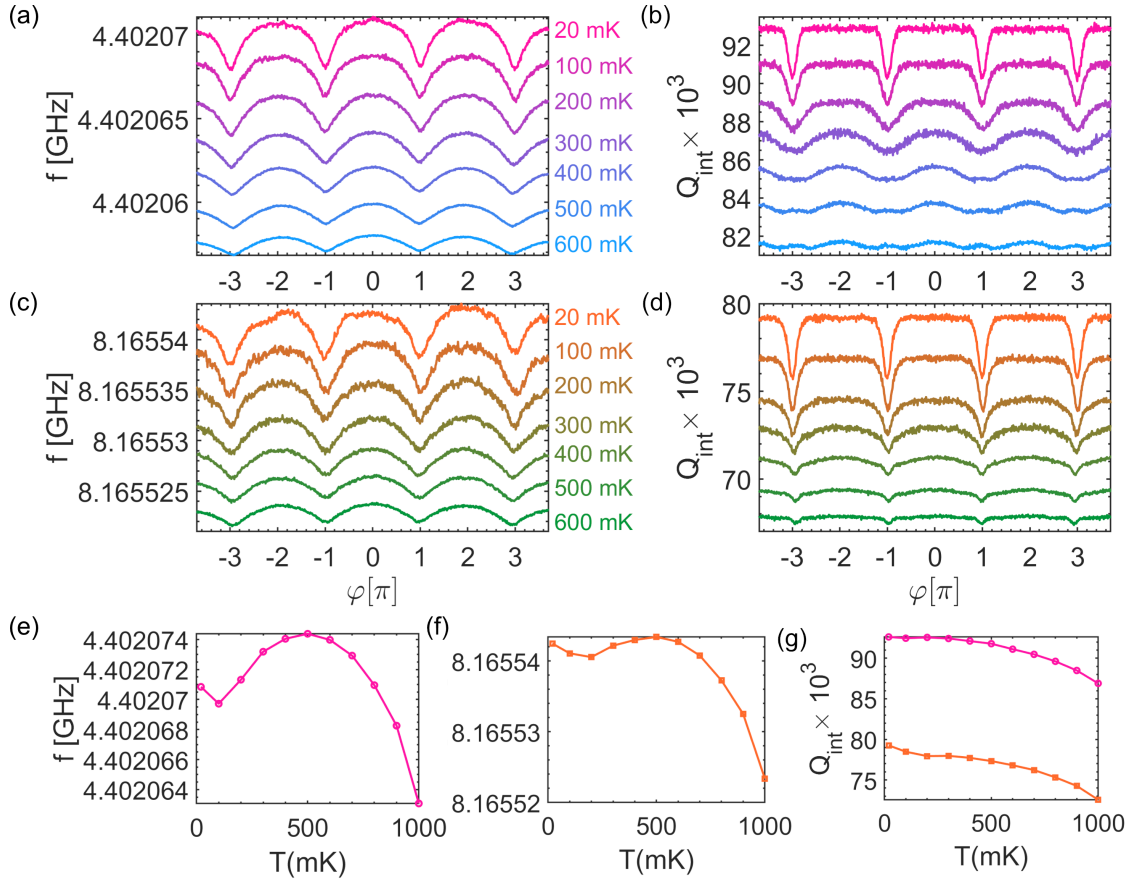 (a)
f [GHz]
4.40207
4.402065
4.40206
20 mK
100 mK
200 mK
300 mK
400 mK
500 mK
600 mK
-3 -2 -1 0 1 2 3
(b)
Q_int × 10^3
92
93
91
88
86
84
82
81
-3 -2 -1 0 1 2 3
(c)
f [GHz]
8.16554
8.165535
8.16553
8.165525
20 mK
100 mK
200 mK
300 mK
400 mK
500 mK
600 mK
-3 -2 -1 0 1 2 3
φ[π]
(d)
Q_int × 10^3
80
75
70
-3 -2 -1 0 1 2 3
φ[π]
(e)
f [GHz]
4.402074
4.402072
4.40207
4.402068
4.402066
4.402064
0 500 1000
T(mK)
(f)
8.16554
8.16553
8.16552
0 500 1000
T(mK)
(g)
Q_int × 10^3
90
85
80
75
0 500 1000
T(mK)